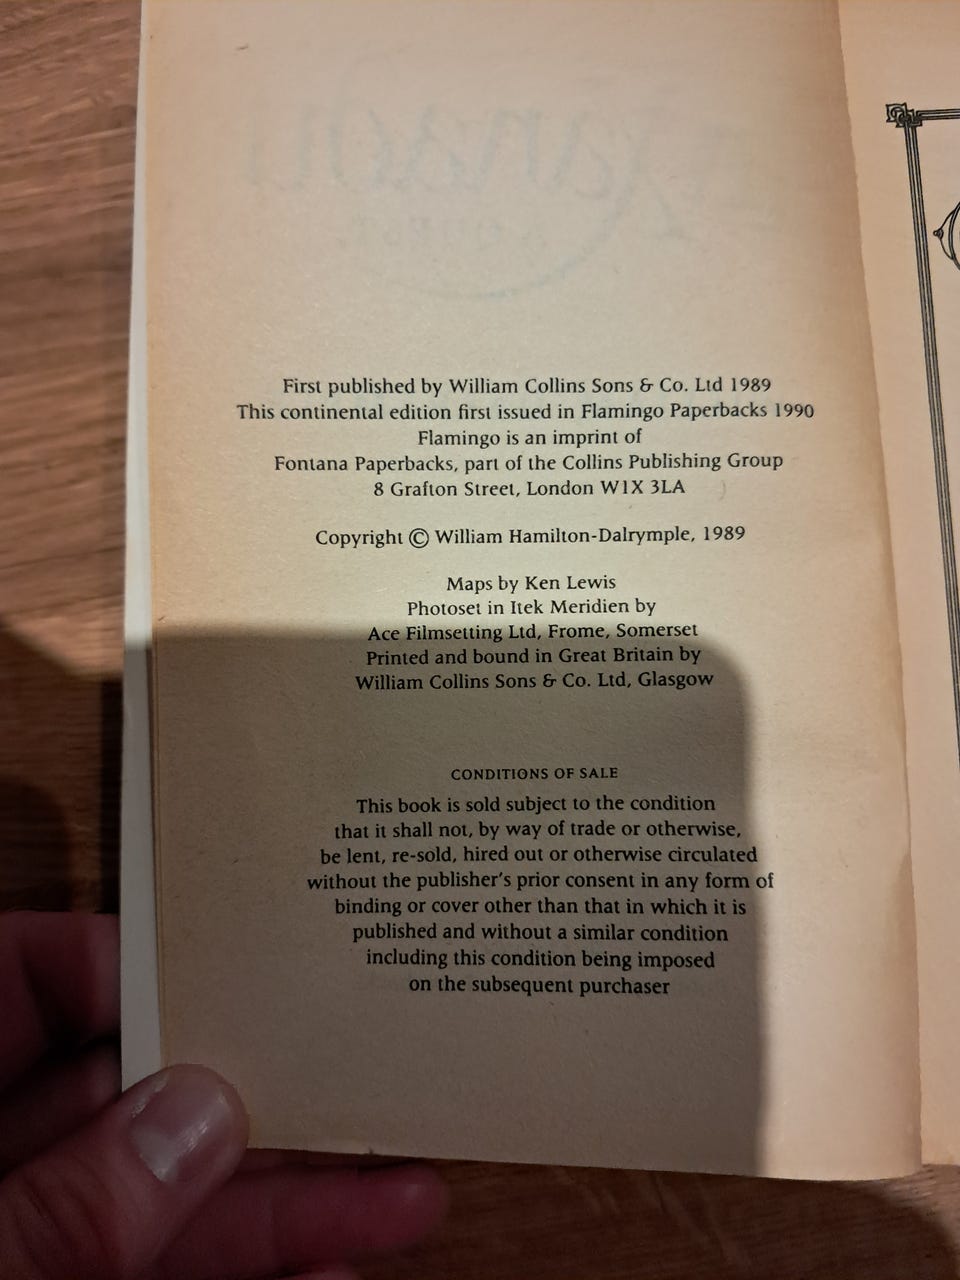 First published by William Collins Sons & Co. Ltd 1989
This continental edition first issued in Flamingo Paperbacks 1990
Flamingo is an imprint of
Fontana Paperbacks, part of the Collins Publishing Group
8 Grafton Street, London W1X 3LA
Copyright © William Hamilton-Dalrymple, 1989
Maps by Ken Lewis
Photoset in Itek Meridien by
Ace Filmsetting Ltd, Frome, Somerset
Printed and bound in Great Britain by
William Collins Sons & Co. Ltd, Glasgow
CONDITIONS OF SALE
This book is sold subject to the condition
that it shall not, by way of trade or otherwise,
be lent, re-sold, hired out or otherwise circulated
without the publisher's prior consent in any form of
binding or cover other than that in which it is
published and without a similar condition
including this condition being imposed
on the subsequent purchaser